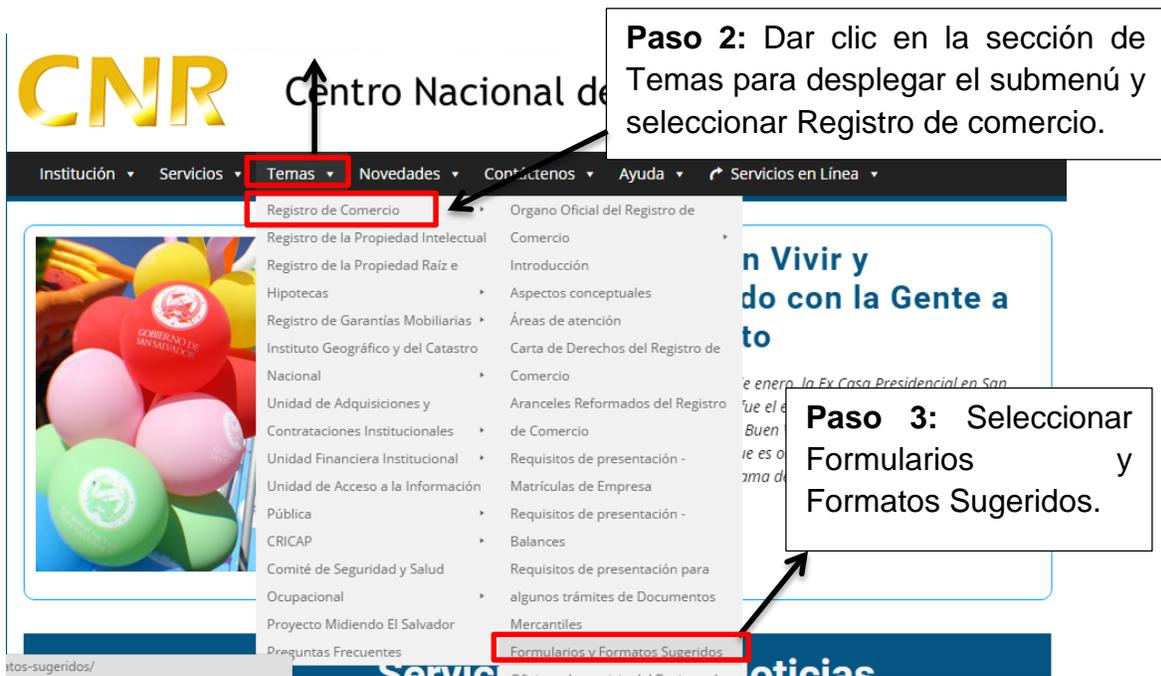 CNR
Centro Nacional de
Paso 2: Dar clic en la sección de
Temas para desplegar el submenú y
seleccionar Registro de comercio.
Institución Servicios Temas Novedades Contáctenos Ayuda Servicios en Línea
Registro de Comercio
Registro de la Propiedad Intelectual
Registro de la Propiedad Raíz e
Hipotecas
Registro de Garantías Mobiliarias
Instituto Geográfico y del Catastro
Nacional
Unidad de Adquisiciones y
Contrataciones Institucionales
Unidad Financiera Institucional
Unidad de Acceso a la Información
Pública
CRICAP
Comité de Seguridad y Salud
Ocupacional
Proyecto Midiendo El Salvador
Preguntas Frecuentes
Organo Oficial del Registro de
Comercio
Introducción
Aspectos conceptuales
Áreas de atención
Carta de Derechos del Registro de
Comercio
Aranceles Reformados del Registro
de Comercio
Requisitos de presentación -
Matrículas de Empresa
Requisitos de presentación -
Balances
Requisitos de presentación para
algunos trámites de Documentos
Mercantiles
Formularios y Formatos Sugeridos
n Vivir y
do con la Gente a
to
de enero, la Ex Casa Presidencial en San
fue el e
Buen
ue es o
ama de
Paso 3: Seleccionar
Formularios y
Formatos Sugeridos.
GOBIERNO DE
SAN SALVADOR
atos-sugeridos/
Servic oticias